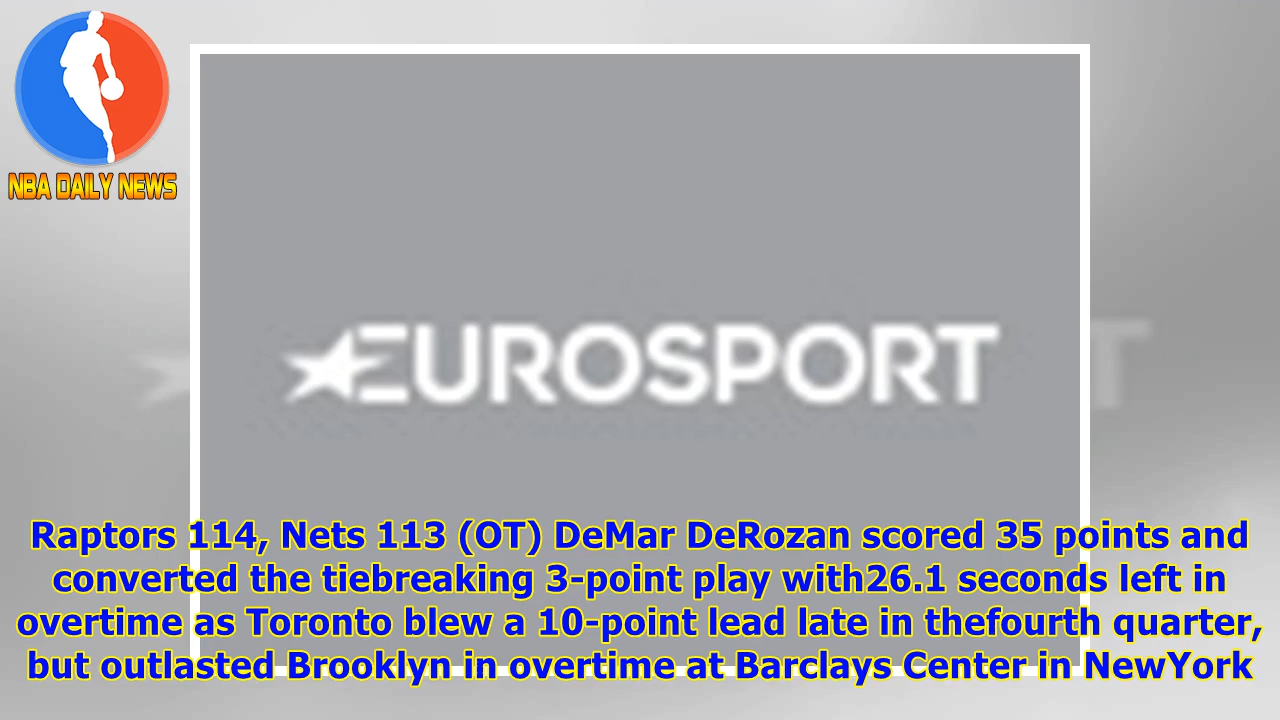 NBA DAILY NEWS
EUROSPORT
Raptors 114, Nets 113 (OT) DeMar DeRozan scored 35 points and
converted the tiebreaking 3-point play with26.1 seconds left in
overtime as Toronto blew a 10-point lead late in thefourth quarter,
but outlasted Brooklyn in overtime at Barclays Center in NewYork